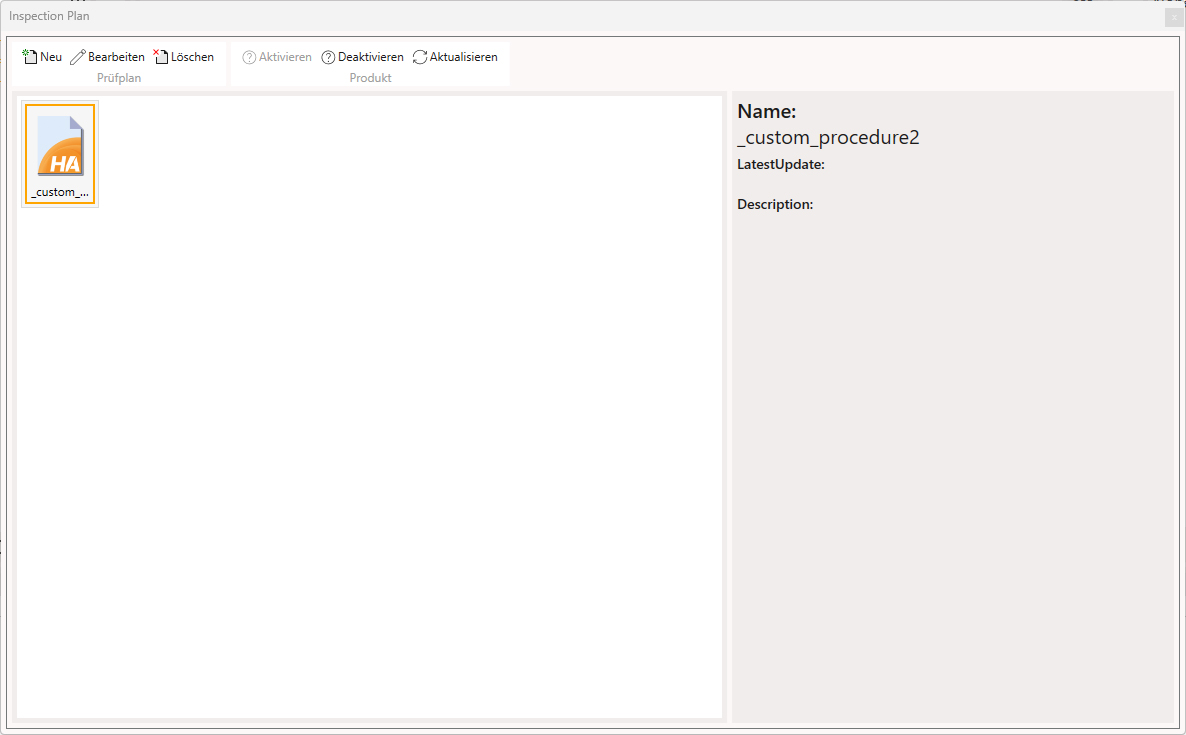 Inspection Plan
Neu Bearbeiten Löschen
Prüfplan
Aktivieren Deaktivieren Aktualisieren
Produkt
HA
_custom_...
Name:
_custom_procedure2
LatestUpdate:
Description: